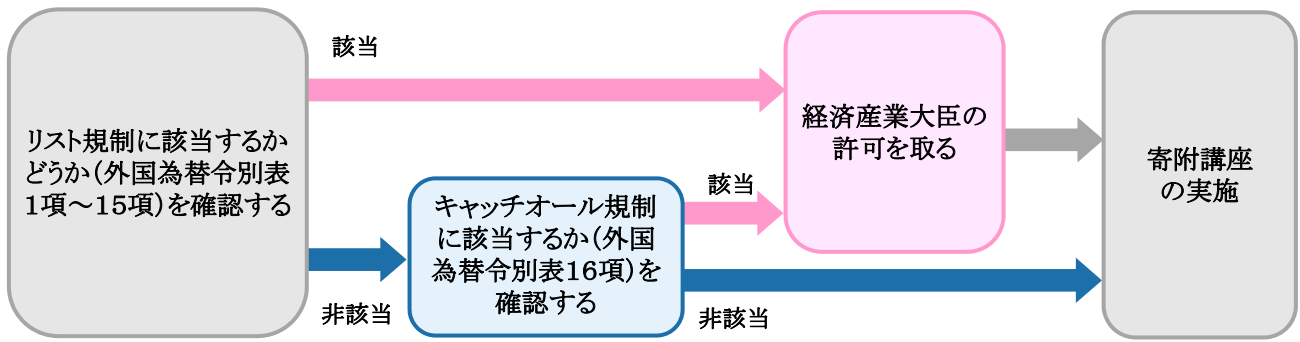 リスト規制に該当するか
どうか（外国為替令別表
1項～15項）を確認する
該当
非該当
キャッチオール規制
に該当するか（外国
為替令別表16項）を
確認する
該当
非該当
経済産業大臣の
許可を取る
寄附講座
の実施